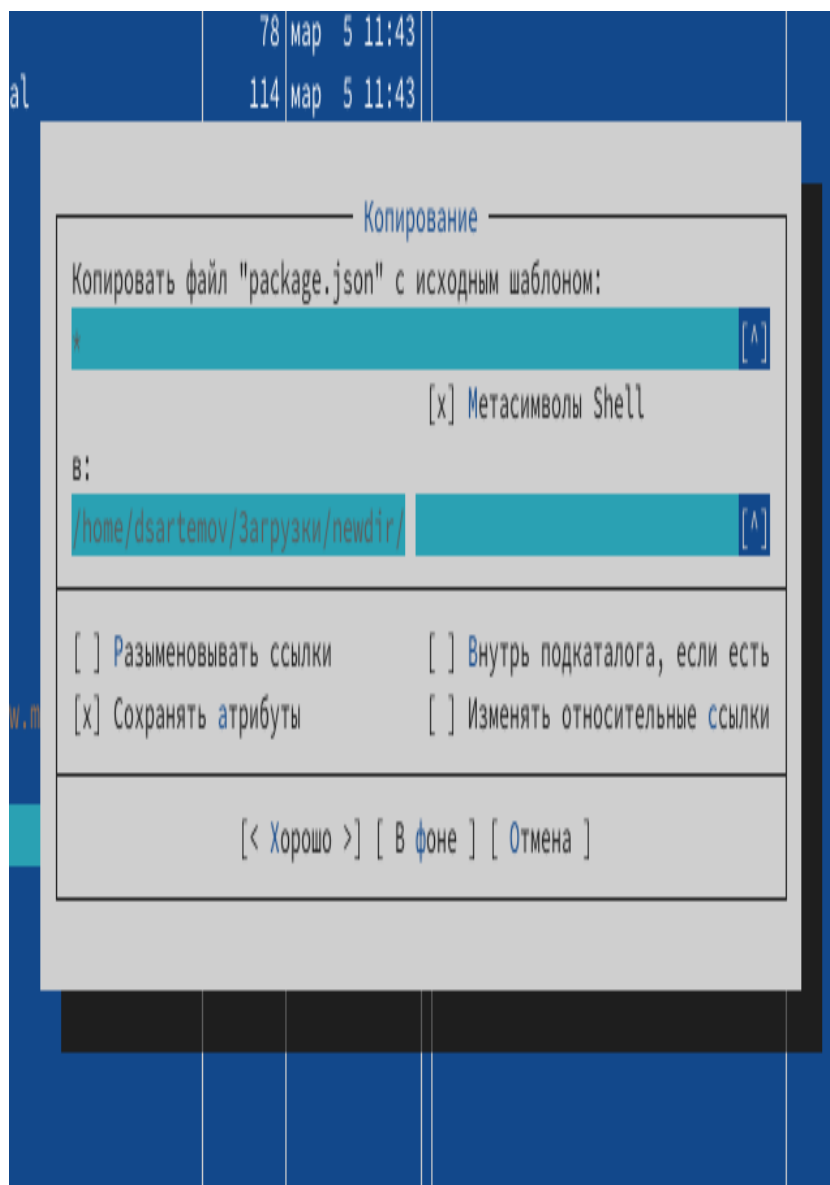 78 мар 5 11:43
al 114 мар 5 11:43
Копирование
Копировать файл "package.json" с исходным шаблоном:
* [^]
[x] Метасимволы Shell
в:
/home/dsartemov/Загрузки/newdir/ [^]
[ ] Разыменовывать ссылки [ ] Внутрь подкаталога, если есть
w.m [x] Сохранять атрибуты [ ] Изменять относительные ссылки
[< Хорошо >] [ В фоне ] [ Отмена ]